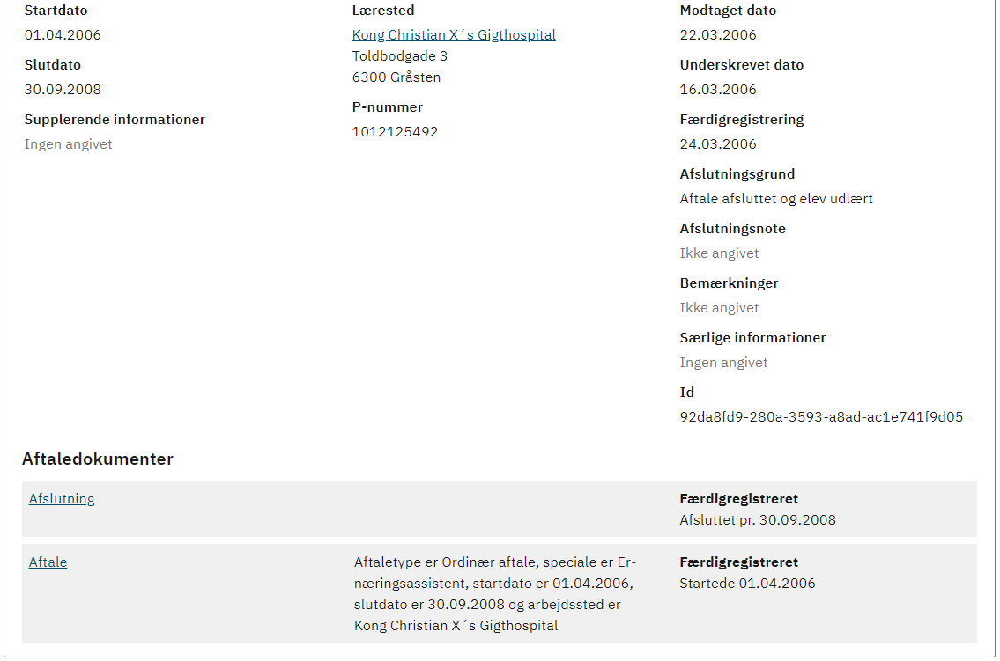 Startdato
01.04.2006
Slutdato
30.09.2008
Supplerende informationer
Ingen angivet
Lærested
Kong Christian X´s Gigthospital
Toldbodgade 3
6300 Gråsten
P-nummer
1012125492
Modtaget dato
22.03.2006
Underskrevet dato
16.03.2006
Færdigregistrering
24.03.2006
Afslutningsgrund
Aftale afsluttet og elev udlært
Afslutningsnote
Ikke angivet
Bemærkninger
Ikke angivet
Særlige informationer
Ingen angivet
Id
92da8fd9-280a-3593-a8ad-ac1e741f9d05
Aftaledokumenter
Afslutning
Færdigregistreret
Afsluttet pr. 30.09.2008
Aftale
Aftaletype er Ordinær aftale, speciale er Er-
næringsassistent, startdato er 01.04.2006,
slutdato er 30.09.2008 og arbejdssted er
Kong Christian X´s Gigthospital
Færdigregistreret
Startede 01.04.2006